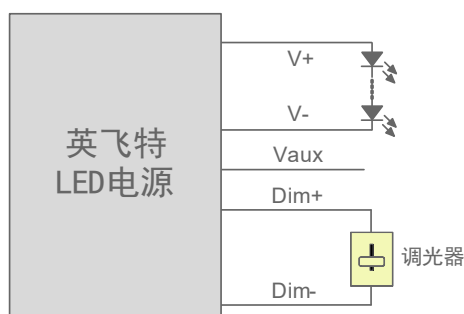 V+
V-
英飞特
LED电源
Vaux
Dim+
调光器
Dim-